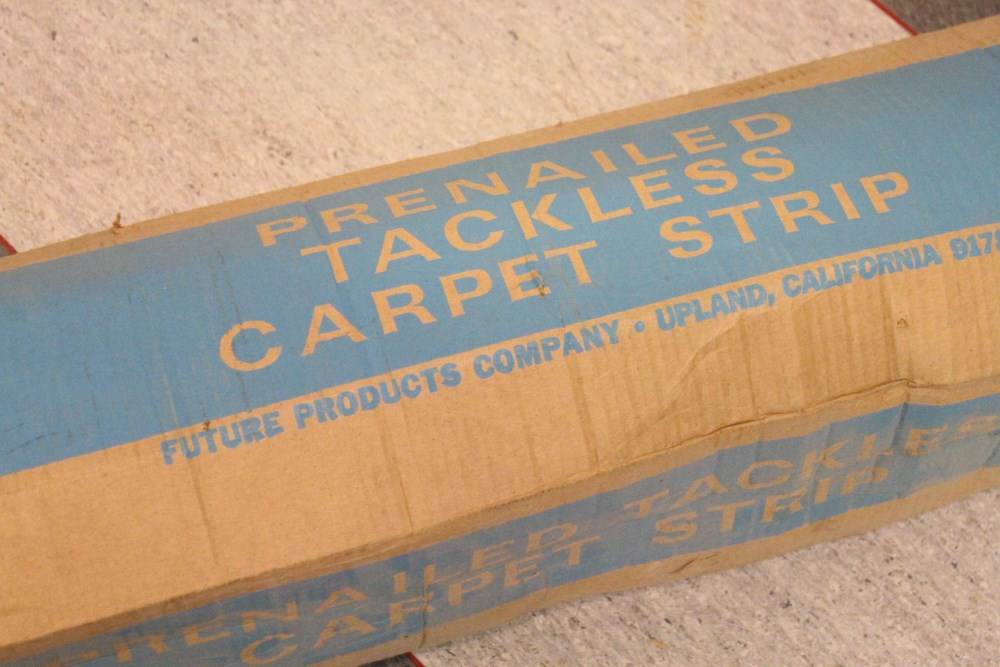 PRENAILED
TACKLESS
CARPET STRIP
FUTURE PRODUCTS COMPANY • UPLAND, CALIFORNIA
PRENAILED TACKLESS
CARPET STRIP